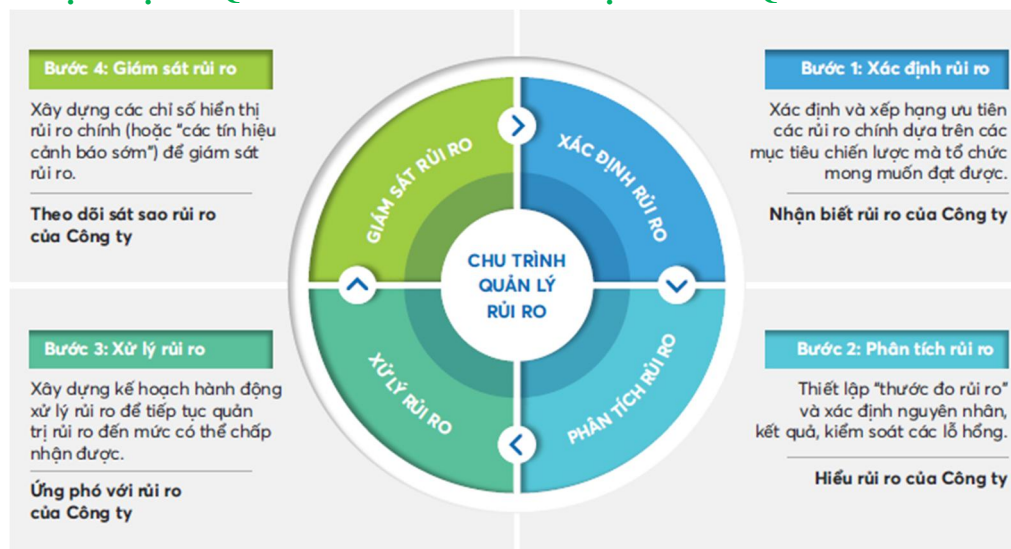 Bước 4: Giám sát rủi ro
Xây dựng các chỉ số hiển thị
rủi ro chính (hoặc "các tín hiệu
cảnh báo sớm") để giám sát
rủi ro.
Theo dõi sát sao rủi ro
của Công ty
Bước 1: Xác định rủi ro
Xác định và xếp hạng ưu tiên
các rủi ro chính dựa trên các
mục tiêu chiến lược mà tổ chức
mong muốn đạt được.
Nhận biết rủi ro của Công ty
GIÁM SÁT RỦI RO
XÁC ĐỊNH RỦI RO
CHU TRÌNH
QUẢN LÝ
RỦI RO
XỬ LÝ RỦI RO
PHÂN TÍCH RỦI RO
Bước 3: Xử lý rủi ro
Xây dựng kế hoạch hành động
xử lý rủi ro để tiếp tục quản
trị rủi ro đến mức có thể chấp
nhận được.
Ứng phó với rủi ro
của Công ty
Bước 2: Phân tích rủi ro
Thiết lập "thước đo rủi ro"
và xác định nguyên nhân,
kết quả, kiểm soát các lỗ hổng.
Hiểu rủi ro của Công ty